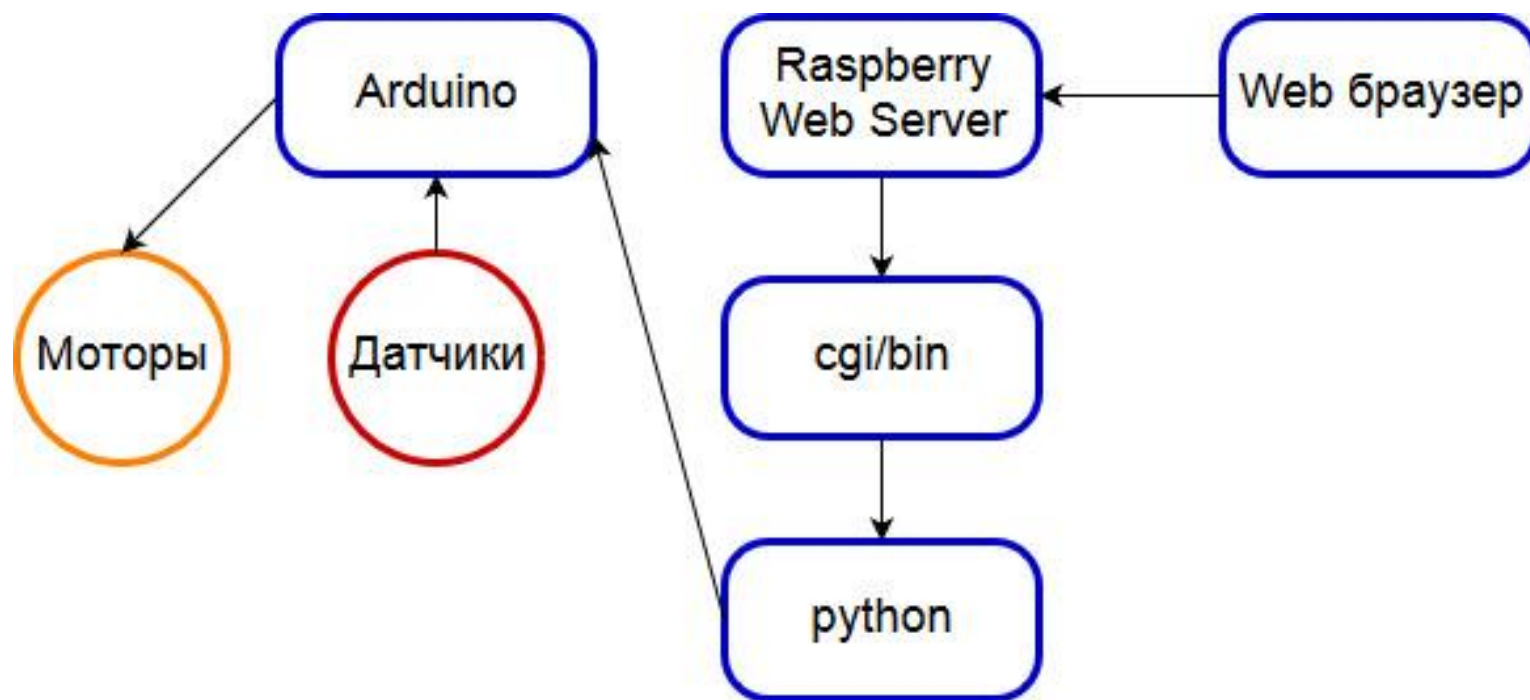 Arduino
Raspberry
Web Server
Web браузер
Моторы
Датчики
cgi/bin
python